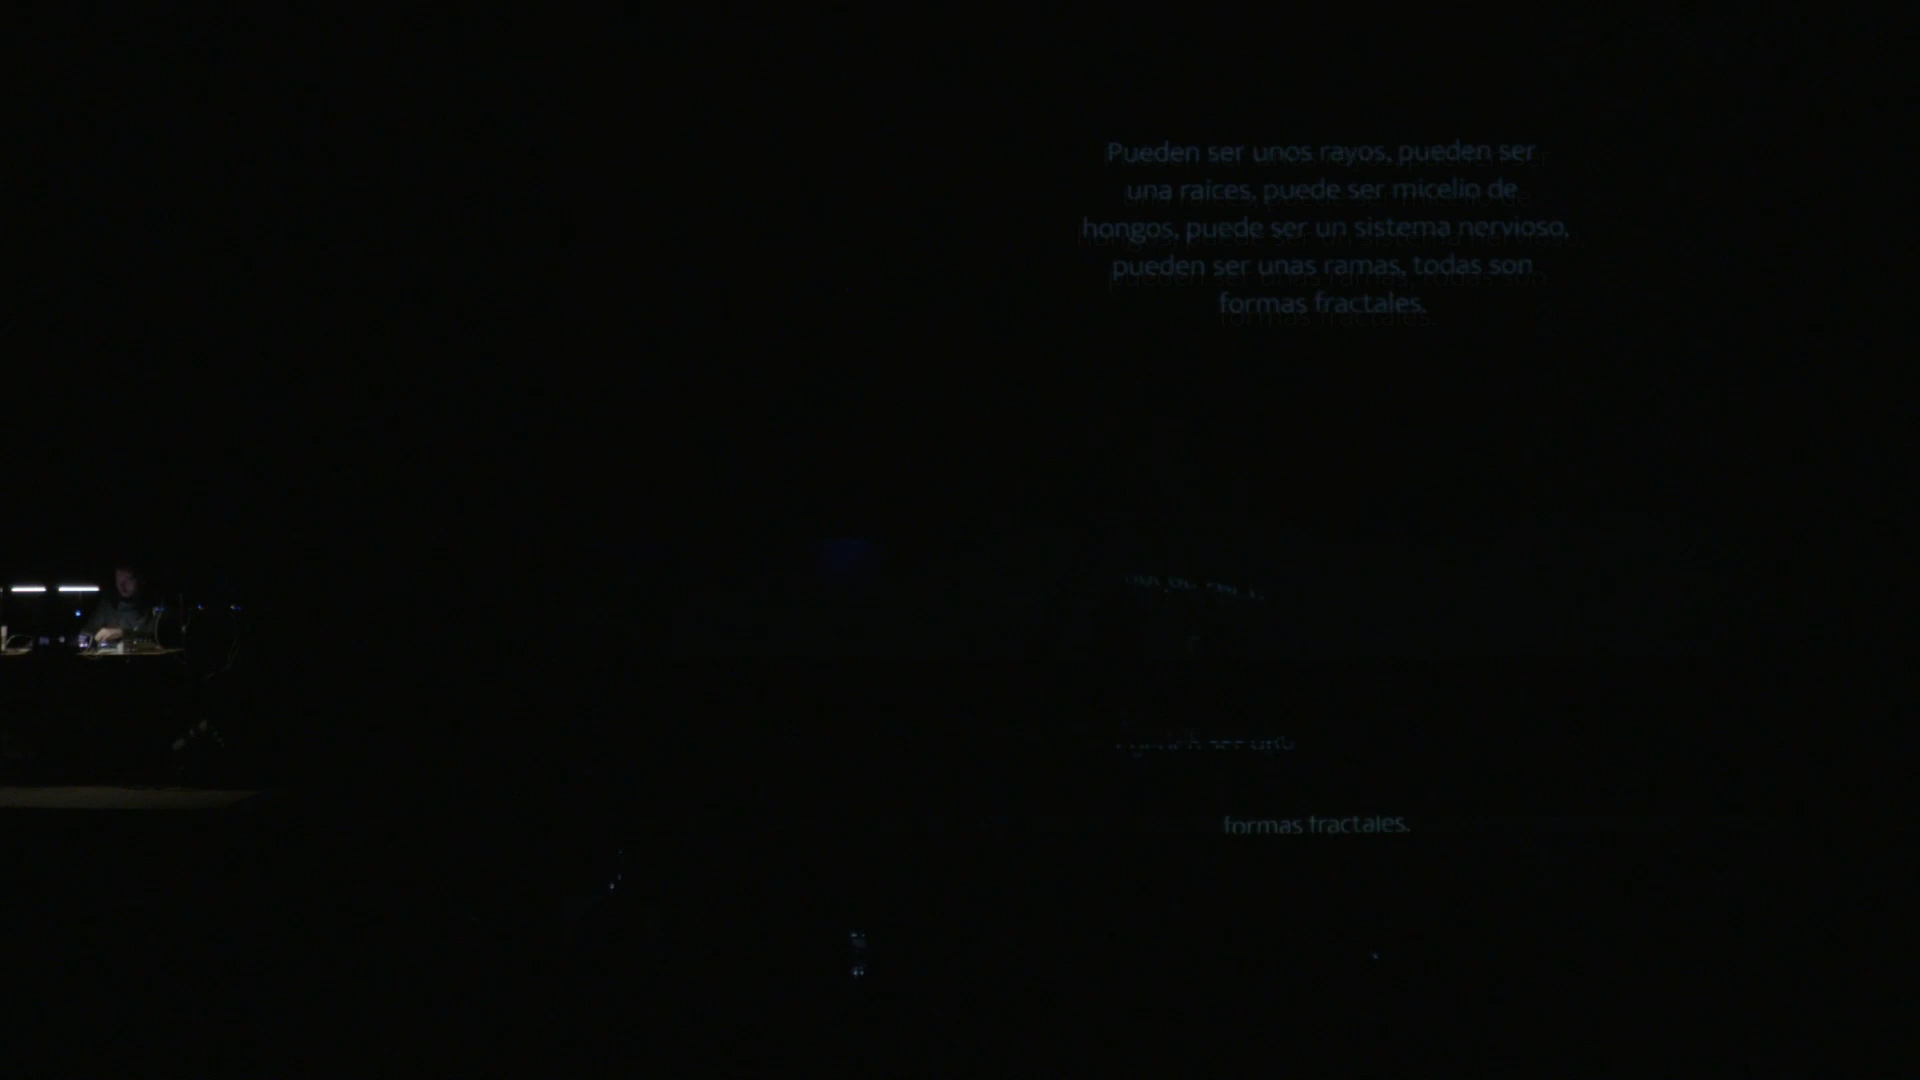 Pueden ser unos rayos, pueden ser
una raíces, puede ser micelio de
hongos, puede ser un sistema nervioso,
pueden ser unas ramas, todas son
formas fractales.
formas fractales.